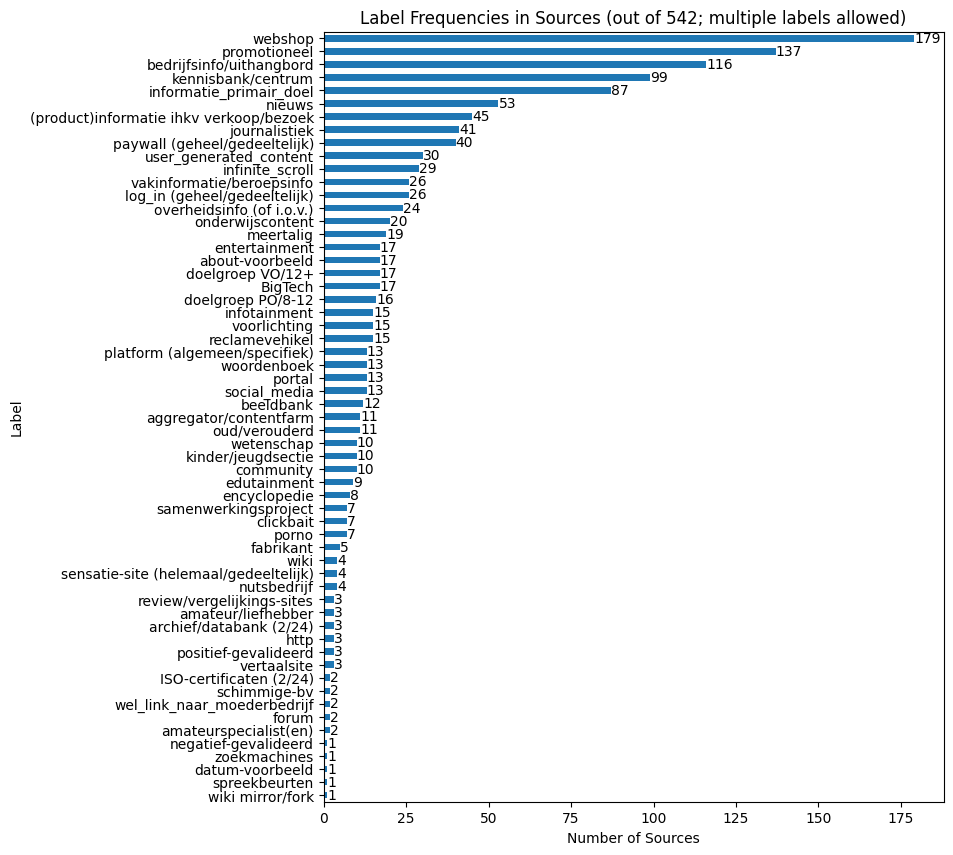 Label Frequencies in Sources (out of 542; multiple labels allowed)
webshop 179
promotioneel 137
bedrijfsinfo/uithangbord 116
kennisbank/centrum 99
informatie_primair_doel 87
nieuws 53
(product)informatie ihkv verkoop/bezoek 45
journalistiek 41
paywall (geheel/gedeeltelijk) 40
user_generated_content 30
infinite_scroll 29
vakinformatie/beroepsinfo 26
log_in (geheel/gedeeltelijk) 26
overheidsinfo (of i.o.v.) 24
onderwijscontent 20
meertalig 19
entertainment 17
about-voorbeeld 17
doelgroep VO/12+ 17
BigTech 17
doelgroep PO/8-12 16
infotainment 15
voorlichting 15
reclamevehikel 15
platform (algemeen/specifiek) 13
woordenboek 13
portal 13
social_media 13
beeldbank 12
aggregator/contentfarm 11
oud/verouderd 11
wetenschap 10
kinder/jeugdsectie 10
community 10
edutainment 9
encyclopedie 8
samenwerkingsproject 7
clickbait 7
porno 7
fabrikant 5
wiki 4
sensatie-site (helemaal/gedeeltelijk) 4
nutsbedrijf 4
review/vergelijkings-sites 3
amateur/liefhebber 3
archief/databank (2/24) 3
http 3
positief-gevalideerd 3
vertaalsite 3
ISO-certificaten (2/24) 2
schimmige-bv 2
wel_link_naar_moederbedrijf 2
forum 2
amateurspecialist(en) 2
negatief-gevalideerd 1
zoekmachines 1
datum-voorbeeld 1
spreekbeurten 1
wiki mirror/fork 1
0 25 50 75 100 125 150 175
Number of Sources
Label